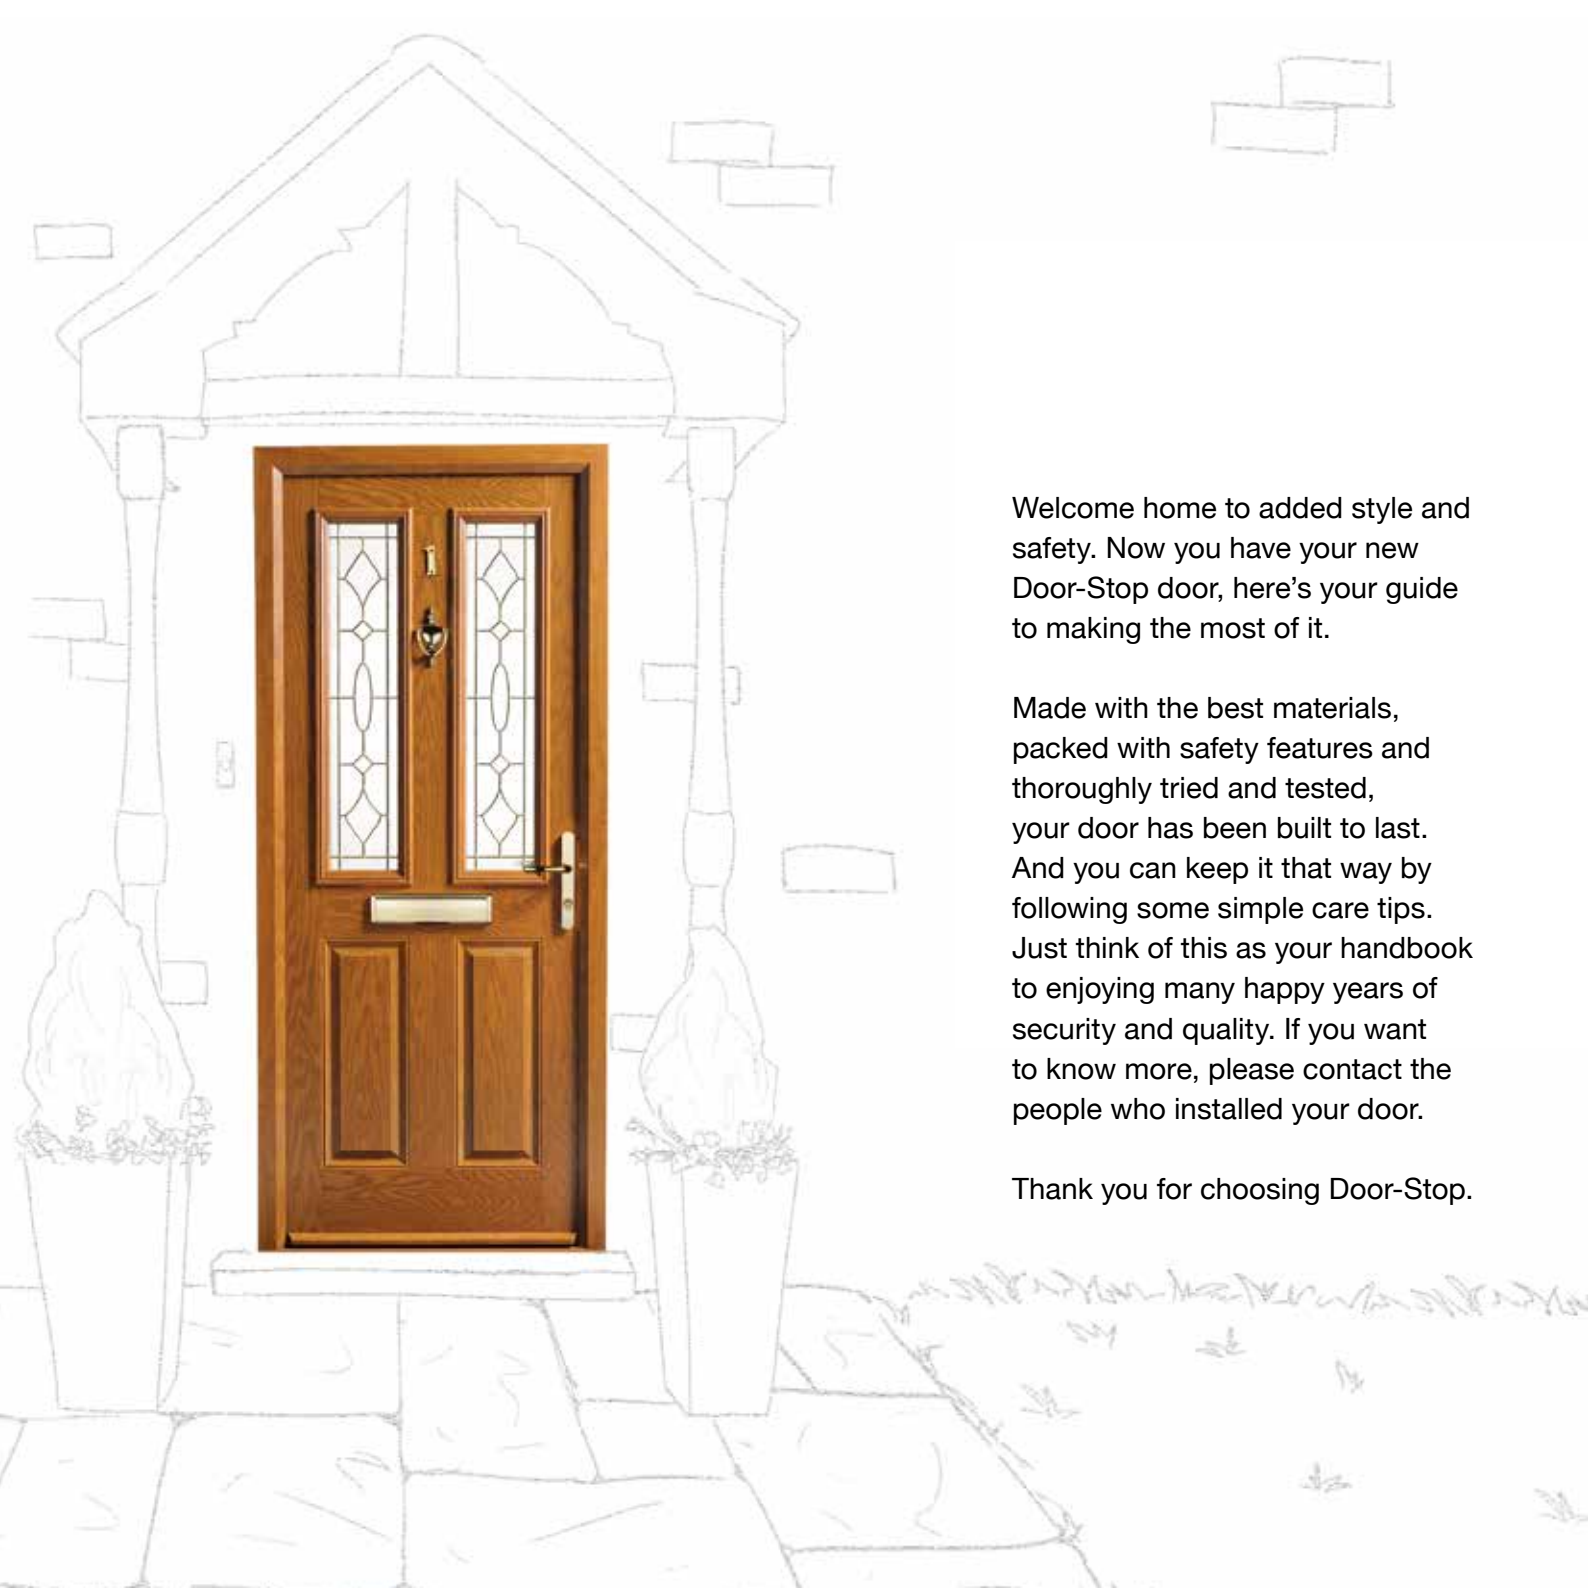 Welcome home to added style and
safety. Now you have your new
Door-Stop door, here’s your guide
to making the most of it.
Made with the best materials,
packed with safety features and
thoroughly tried and tested,
your door has been built to last.
And you can keep it that way by
following some simple care tips.
Just think of this as your handbook
to enjoying many happy years of
security and quality. If you want
to know more, please contact the
people who installed your door.
Thank you for choosing Door-Stop.